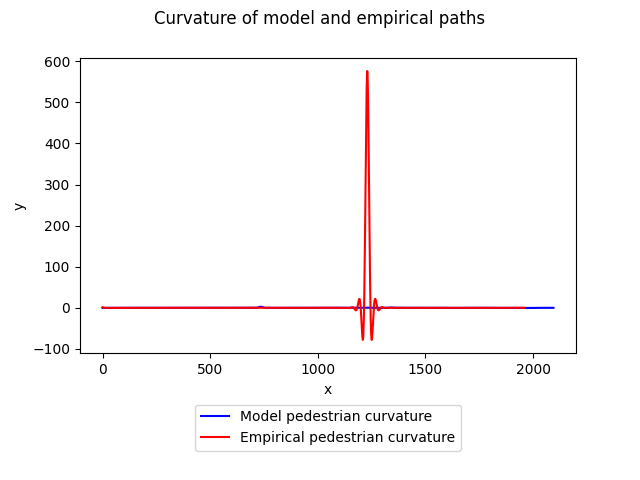 Curvature of model and empirical paths
600
500
400
300
200
100
0
−100
y
0 500 1000 1500 2000
x
Model pedestrian curvature
Empirical pedestrian curvature